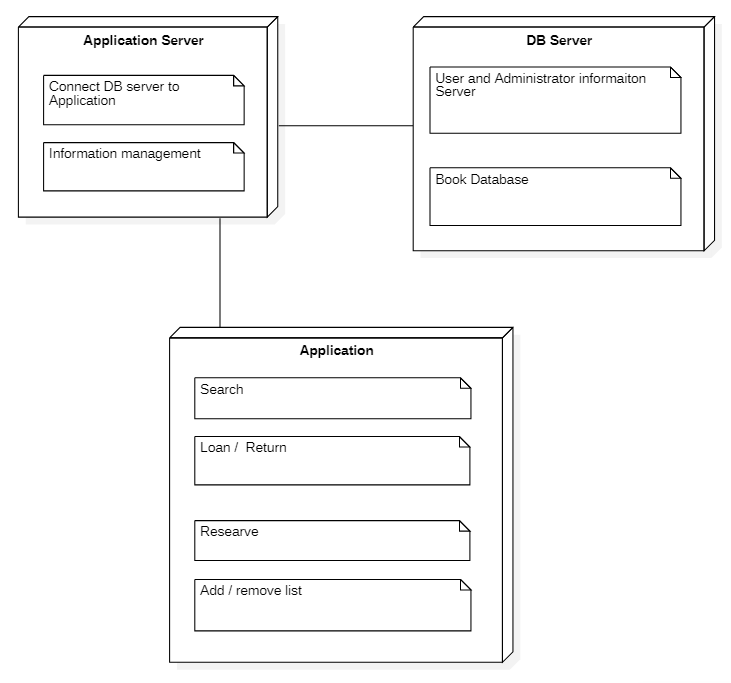 Application Server
Connect DB server to
Application
Information management
DB Server
User and Administrator informaiton
Server
Book Database
Application
Search
Loan /  Return
Researve
Add / remove list